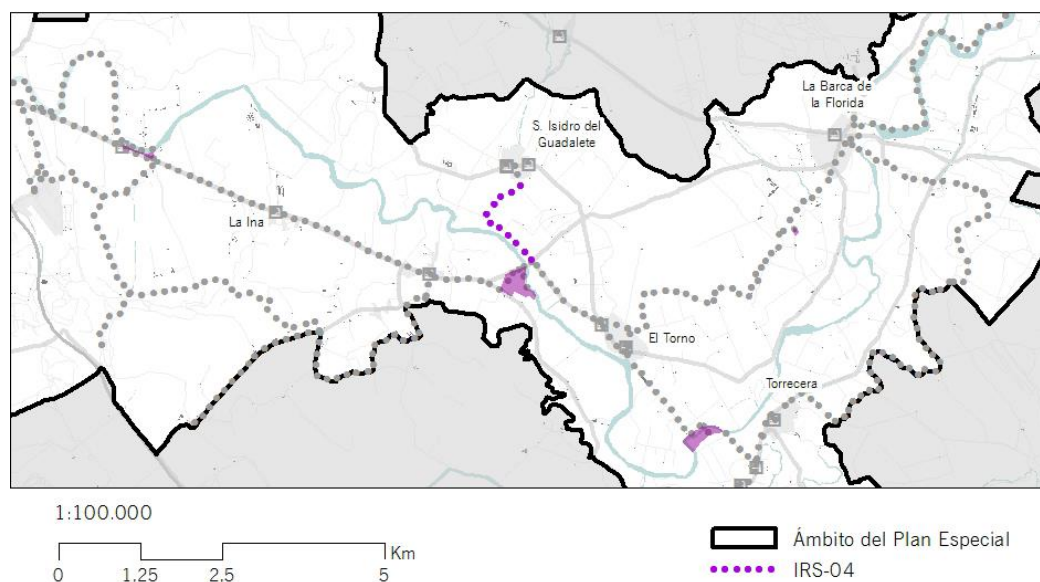 La Barca de
la Florida
S. Isidro del
Guadalete
La Ina
El Torno
Torrecera
1:100.000
Km
0 1.25 2.5 5
Ámbito del Plan Especial
IRS-04